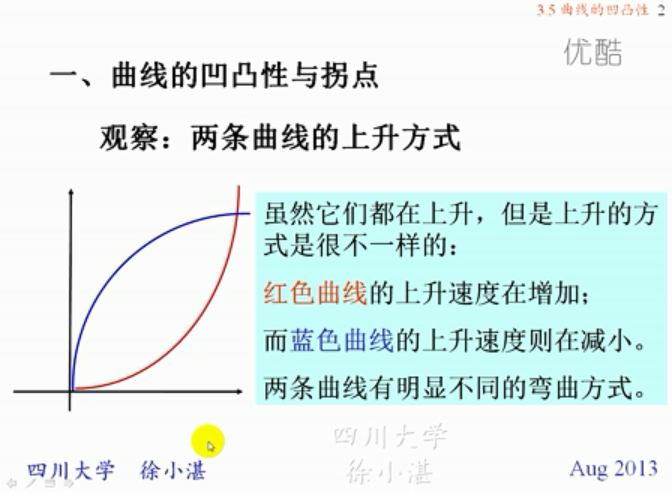 3.5 曲线的凹凸性 2
优酷
一、曲线的凹凸性与拐点
观察：两条曲线的上升方式
虽然它们都在上升，但是上升的方
式是很不一样的：
红色曲线的上升速度在增加；
而蓝色曲线的上升速度则在减小。
两条曲线有明显不同的弯曲方式。
四川大学
徐小湛
四川大学 徐小湛
Aug 2013